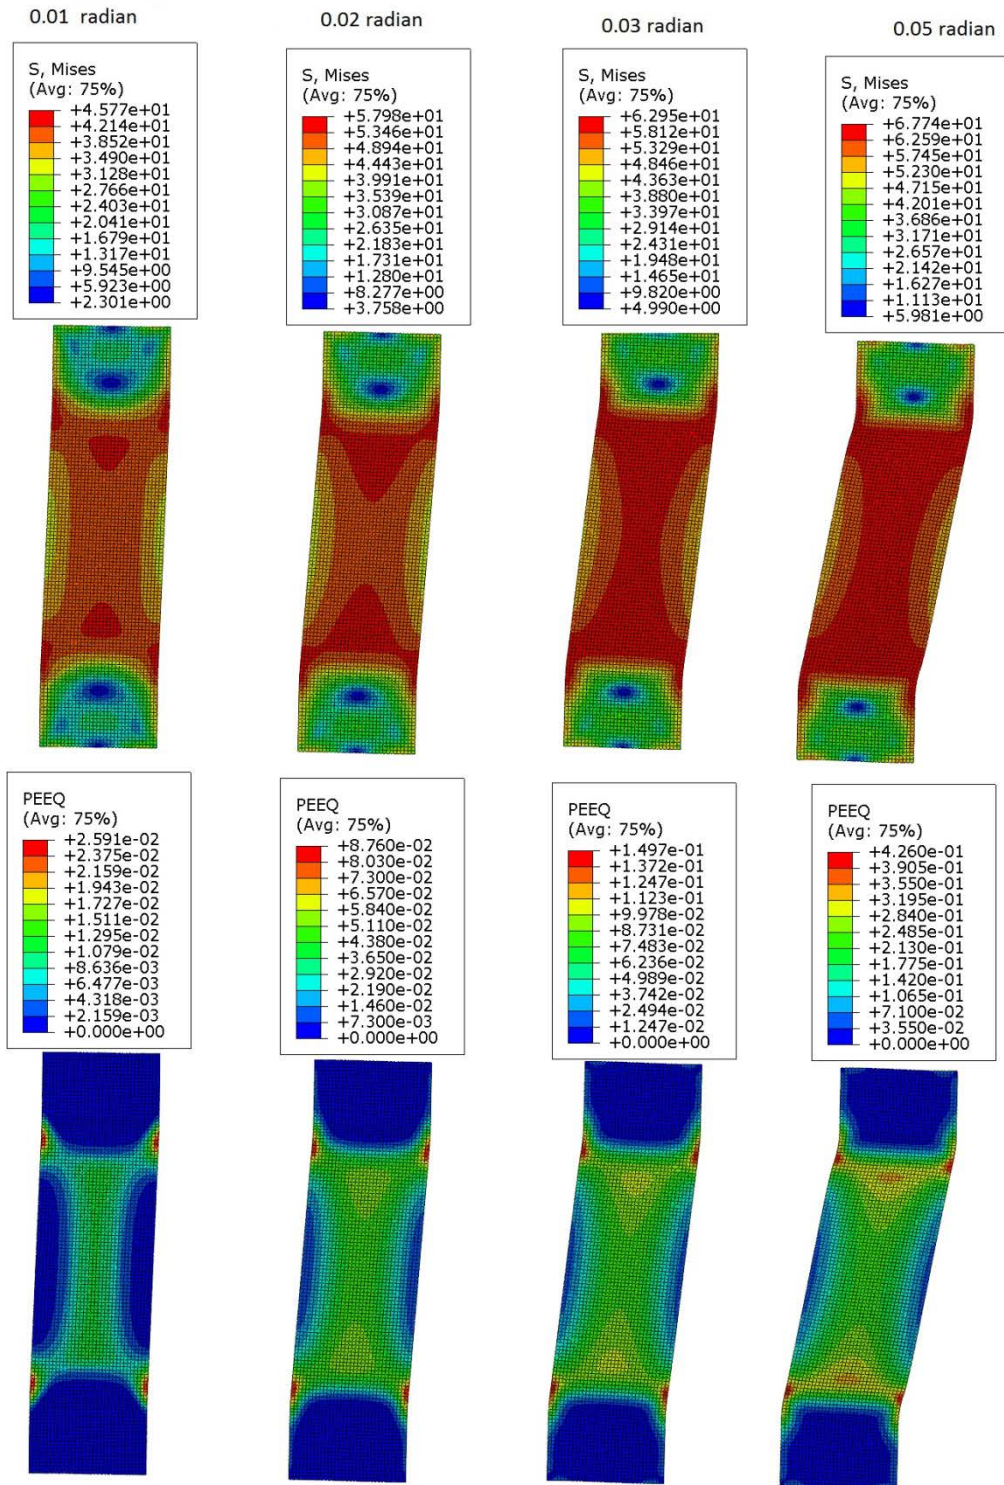 0.01 radian
0.02 radian
0.03 radian
0.05 radian
S, Mises
(Avg: 75%)
+4.577e+01
+4.214e+01
+3.852e+01
+3.490e+01
+3.128e+01
+2.766e+01
+2.403e+01
+2.041e+01
+1.679e+01
+1.317e+01
+9.545e+00
+5.923e+00
+2.301e+00
S, Mises
(Avg: 75%)
+5.798e+01
+5.346e+01
+4.894e+01
+4.443e+01
+3.991e+01
+3.539e+01
+3.087e+01
+2.635e+01
+2.183e+01
+1.731e+01
+1.280e+01
+8.277e+00
+3.758e+00
S, Mises
(Avg: 75%)
+6.295e+01
+5.812e+01
+5.329e+01
+4.846e+01
+4.363e+01
+3.880e+01
+3.397e+01
+2.914e+01
+2.431e+01
+1.948e+01
+1.465e+01
+9.820e+00
+4.990e+00
S, Mises
(Avg: 75%)
+6.774e+01
+6.259e+01
+5.745e+01
+5.230e+01
+4.715e+01
+4.201e+01
+3.686e+01
+3.171e+01
+2.657e+01
+2.142e+01
+1.627e+01
+1.113e+01
+5.981e+00
PEEQ
(Avg: 75%)
+2.591e-02
+2.375e-02
+2.159e-02
+1.943e-02
+1.727e-02
+1.511e-02
+1.295e-02
+1.079e-02
+8.636e-03
+6.477e-03
+4.318e-03
+2.159e-03
+0.000e+00
PEEQ
(Avg: 75%)
+8.760e-02
+8.030e-02
+7.300e-02
+6.570e-02
+5.840e-02
+5.110e-02
+4.380e-02
+3.650e-02
+2.920e-02
+2.190e-02
+1.460e-02
+7.300e-03
+0.000e+00
PEEQ
(Avg: 75%)
+1.497e-01
+1.372e-01
+1.247e-01
+1.123e-01
+9.978e-02
+8.731e-02
+7.483e-02
+6.236e-02
+4.989e-02
+3.742e-02
+2.494e-02
+1.247e-02
+0.000e+00
PEEQ
(Avg: 75%)
+4.260e-01
+3.905e-01
+3.550e-01
+3.195e-01
+2.840e-01
+2.485e-01
+2.130e-01
+1.775e-01
+1.420e-01
+1.065e-01
+7.100e-02
+3.550e-02
+0.000e+00